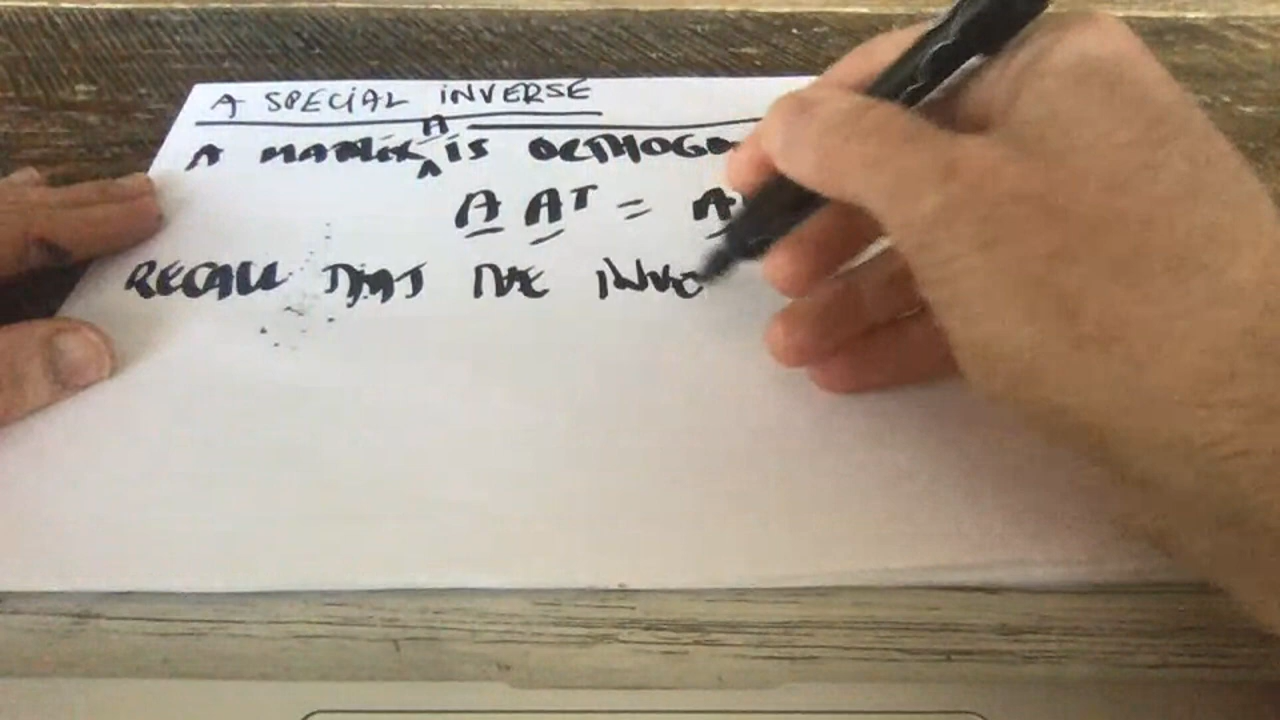 A SPECIAL INVERSE
A MATRIX A IS ORTHOGO
A Aᵀ = A
RECALL THAT THE INVE